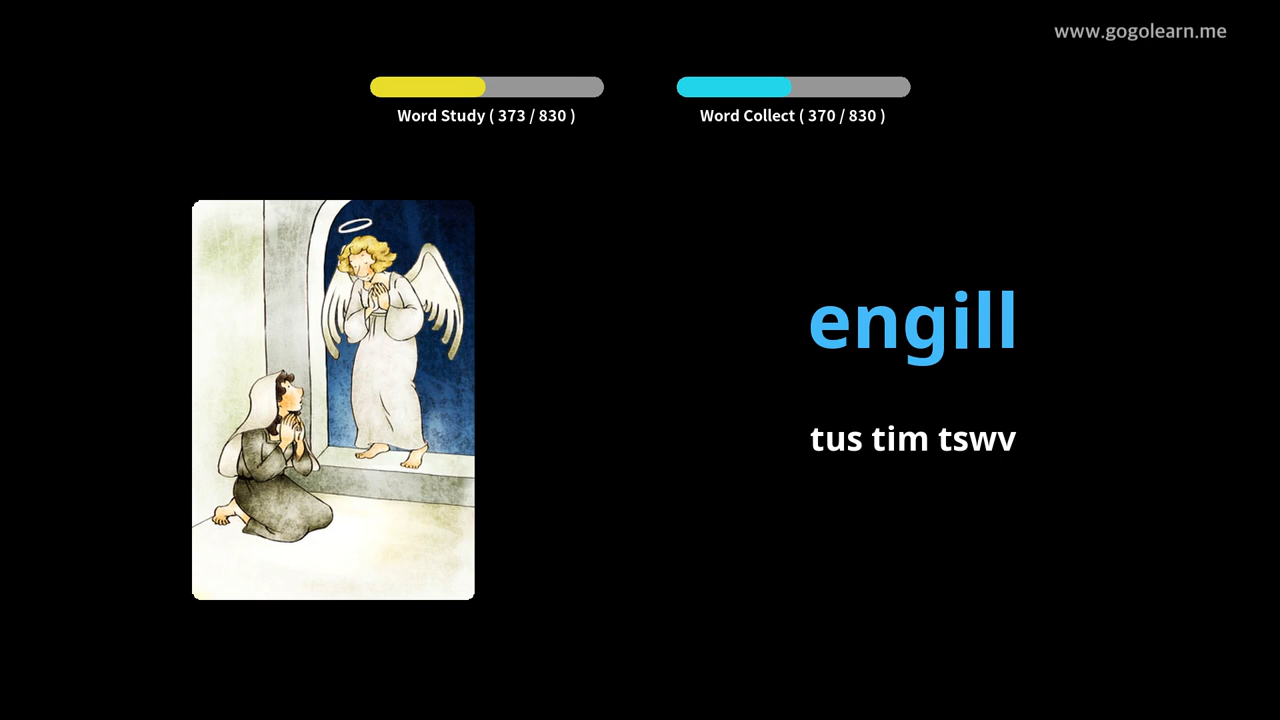 www.gogolearn.me
Word Study ( 373 / 830 )
Word Collect ( 370 / 830 )
engill
tus tim tswv